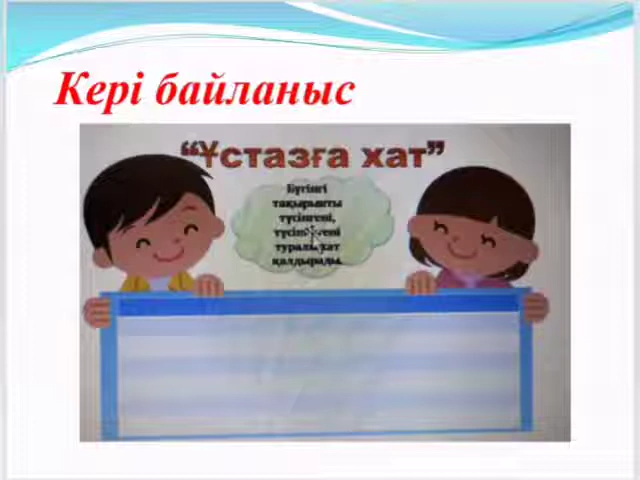 Кері байланыс
“Ұстазға хат”
Бүгінгі
тақырыпты
түсінгені,
түсінбегені
туралы хат
қалдырады.